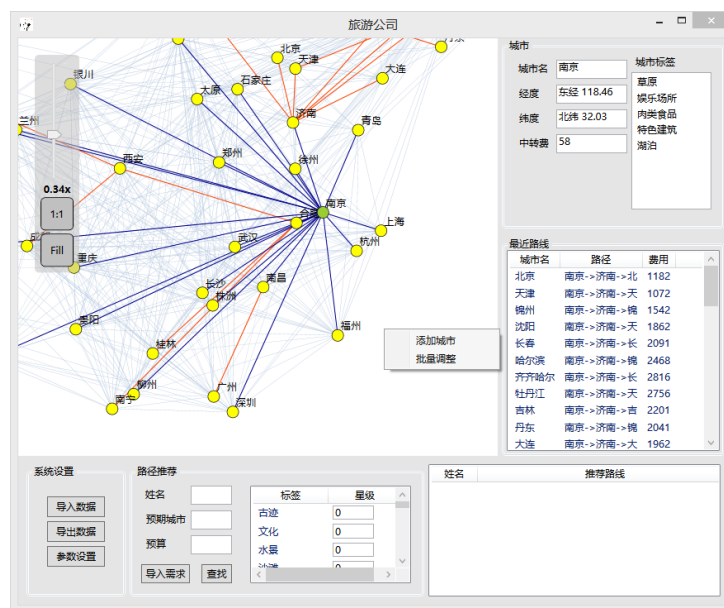 旅游公司
北京
天津
银川
石家庄
太原
大连
济南
兰州
青岛
西安
郑州
徐州
0.34x
1:1
Fill
南京
上海
武汉
杭州
重庆
长沙
南昌
株洲
贵阳
福州
桂林
柳州
广州
南宁
深圳
添加城市
批量调整
城市
城市名 南京
城市标签
经度 东经 118.46
纬度 北纬 32.03
中转费 58
草原
娱乐场所
肉类食品
特色建筑
湖泊
最近路线
城市名 路径 费用
北京 南京->济南->北 1182
天津 南京->济南->天 1072
锦州 南京->济南->锦 1542
沈阳 南京->济南->天 1862
长春 南京->济南->长 2091
哈尔滨 南京->济南->锦 2468
齐齐哈尔 南京->济南->长 2816
牡丹江 南京->济南->天 2756
吉林 南京->济南->吉 2201
丹东 南京->济南->锦 2041
大连 南京->济南->大 1962
系统设置
导入数据
导出数据
参数设置
路径推荐
姓名
预期城市
预算
导入需求 查找
标签 星级
古迹 0
文化 0
水景 0
沙滩 0
姓名 推荐路线